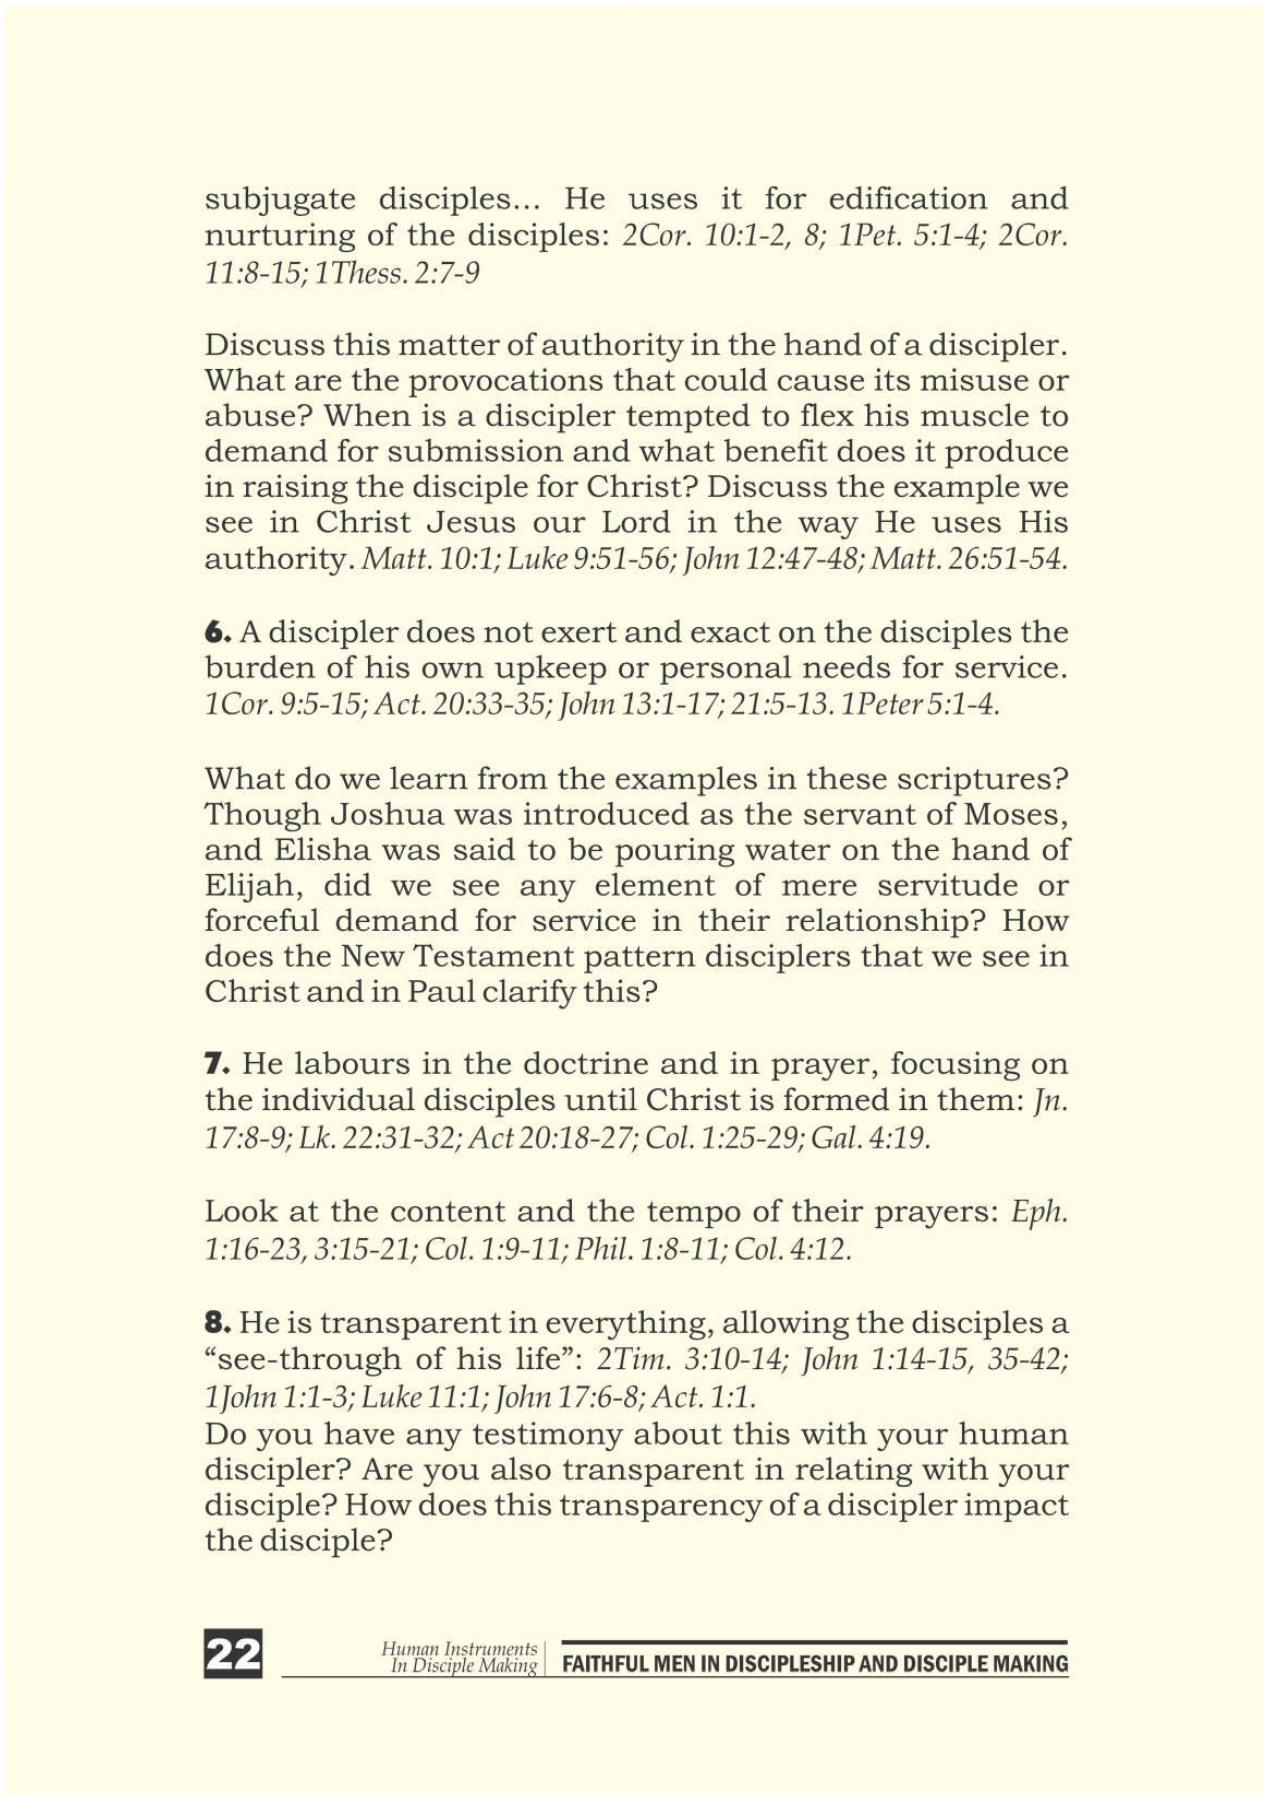 subjugate disciples... He uses it for edification and
nurturing of the disciples: 2Cor. 10:1-2, 8; 1Pet. 5:1-4; 2Cor.
11:8-15; 1Thess. 2:7-9
Discuss this matter of authority in the hand of a discipler.
What are the provocations that could cause its misuse or
abuse? When is a discipler tempted to flex his muscle to
demand for submission and what benefit does it produce
in raising the disciple for Christ? Discuss the example we
see in Christ Jesus our Lord in the way He uses His
authority. Matt. 10:1; Luke 9:51-56; John 12:47-48; Matt. 26:51-54.
6. A discipler does not exert and exact on the disciples the
burden of his own upkeep or personal needs for service.
1Cor. 9:5-15; Act. 20:33-35; John 13:1-17; 21:5-13. 1Peter 5:1-4.
What do we learn from the examples in these scriptures?
Though Joshua was introduced as the servant of Moses,
and Elisha was said to be pouring water on the hand of
Elijah, did we see any element of mere servitude or
forceful demand for service in their relationship? How
does the New Testament pattern disciplers that we see in
Christ and in Paul clarify this?
7. He labours in the doctrine and in prayer, focusing on
the individual disciples until Christ is formed in them: Jn.
17:8-9; Lk. 22:31-32; Act 20:18-27; Col. 1:25-29; Gal. 4:19.
Look at the content and the tempo of their prayers: Eph.
1:16-23, 3:15-21; Col. 1:9-11; Phil. 1:8-11; Col. 4:12.
8. He is transparent in everything, allowing the disciples a
“see-through of his life”: 2Tim. 3:10-14; John 1:14-15, 35-42;
1John 1:1-3; Luke 11:1; John 17:6-8; Act. 1:1.
Do you have any testimony about this with your human
discipler? Are you also transparent in relating with your
disciple? How does this transparency of a discipler impact
the disciple?
22
Human Instruments
In Disciple Making
FAITHFUL MEN IN DISCIPLESHIP AND DISCIPLE MAKING